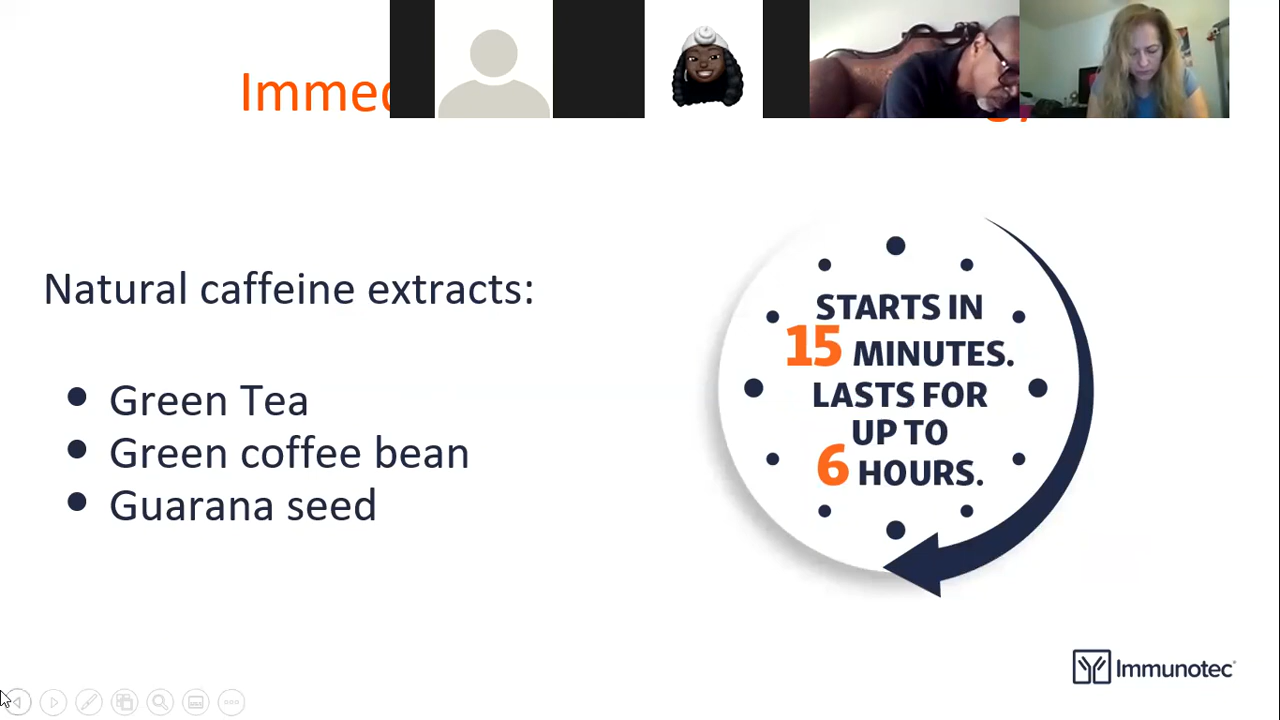 Natural caffeine extracts:
Green Tea
Green coffee bean
Guarana seed
STARTS IN
15 MINUTES.
LASTS FOR
UP TO
6 HOURS.
Immunotec